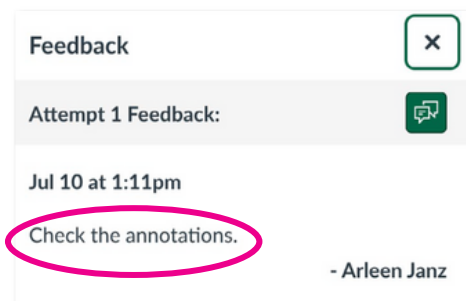 Feedback
Attempt 1 Feedback:
Jul 10 at 1:11pm
Check the annotations.
- Arleen Janz